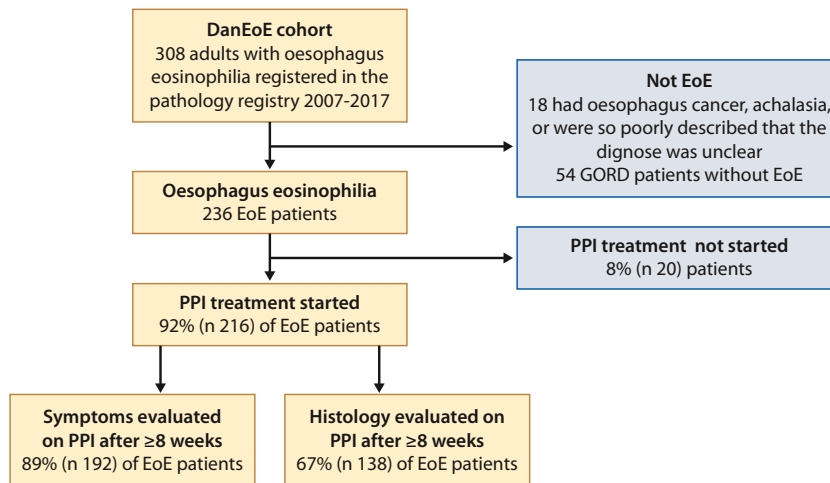 DanEoE cohort
308 adults with oesophagus
eosinophilia registered in the
pathology registry 2007-2017
Not EoE
18 had oesophagus cancer, achalasia,
or were so poorly described that the
dignose was unclear
54 GORD patients without EoE
Oesophagus eosinophilia
236 EoE patients
PPI treatment not started
8% (n 20) patients
PPI treatment started
92% (n 216) of EoE patients
Symptoms evaluated
on PPI after ≥8 weeks
89% (n 192) of EoE patients
Histology evaluated on
PPI after ≥8 weeks
67% (n 138) of EoE patients